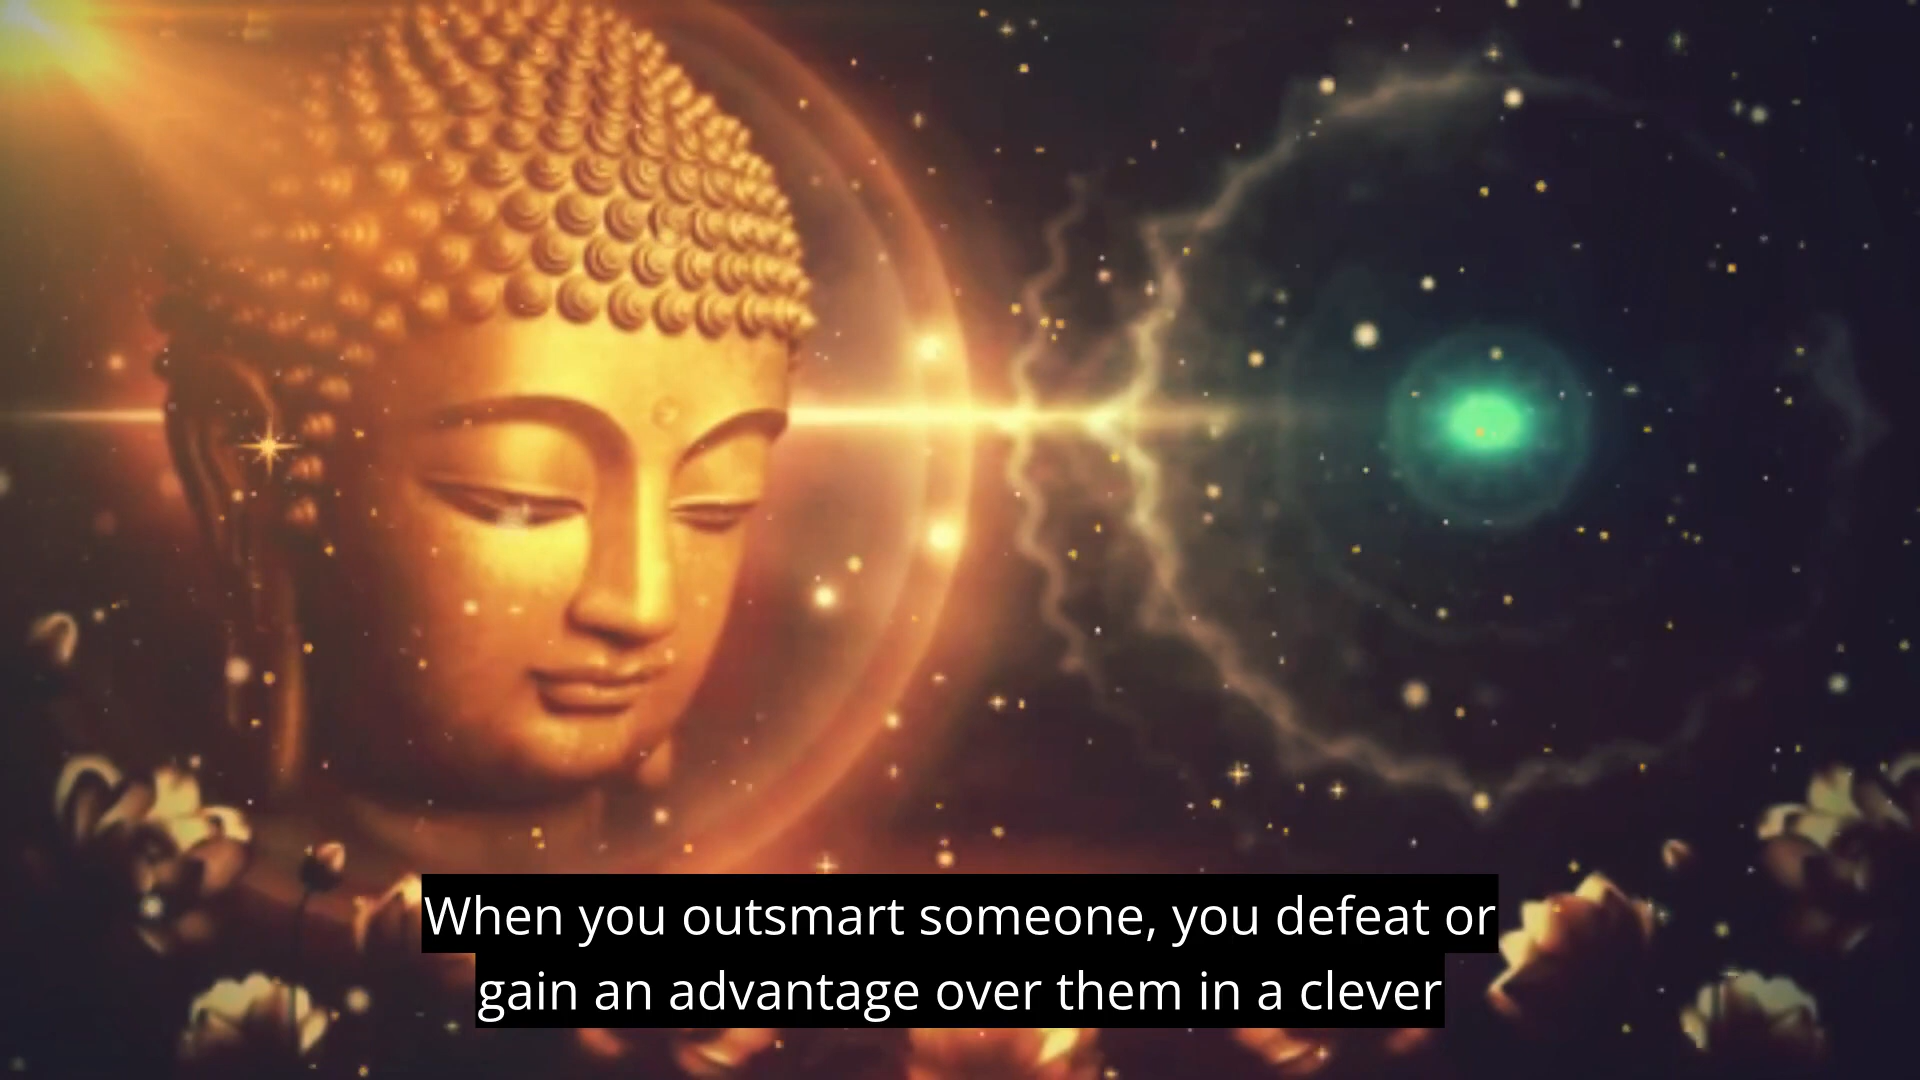 When you outsmart someone, you defeat or
gain an advantage over them in a clever